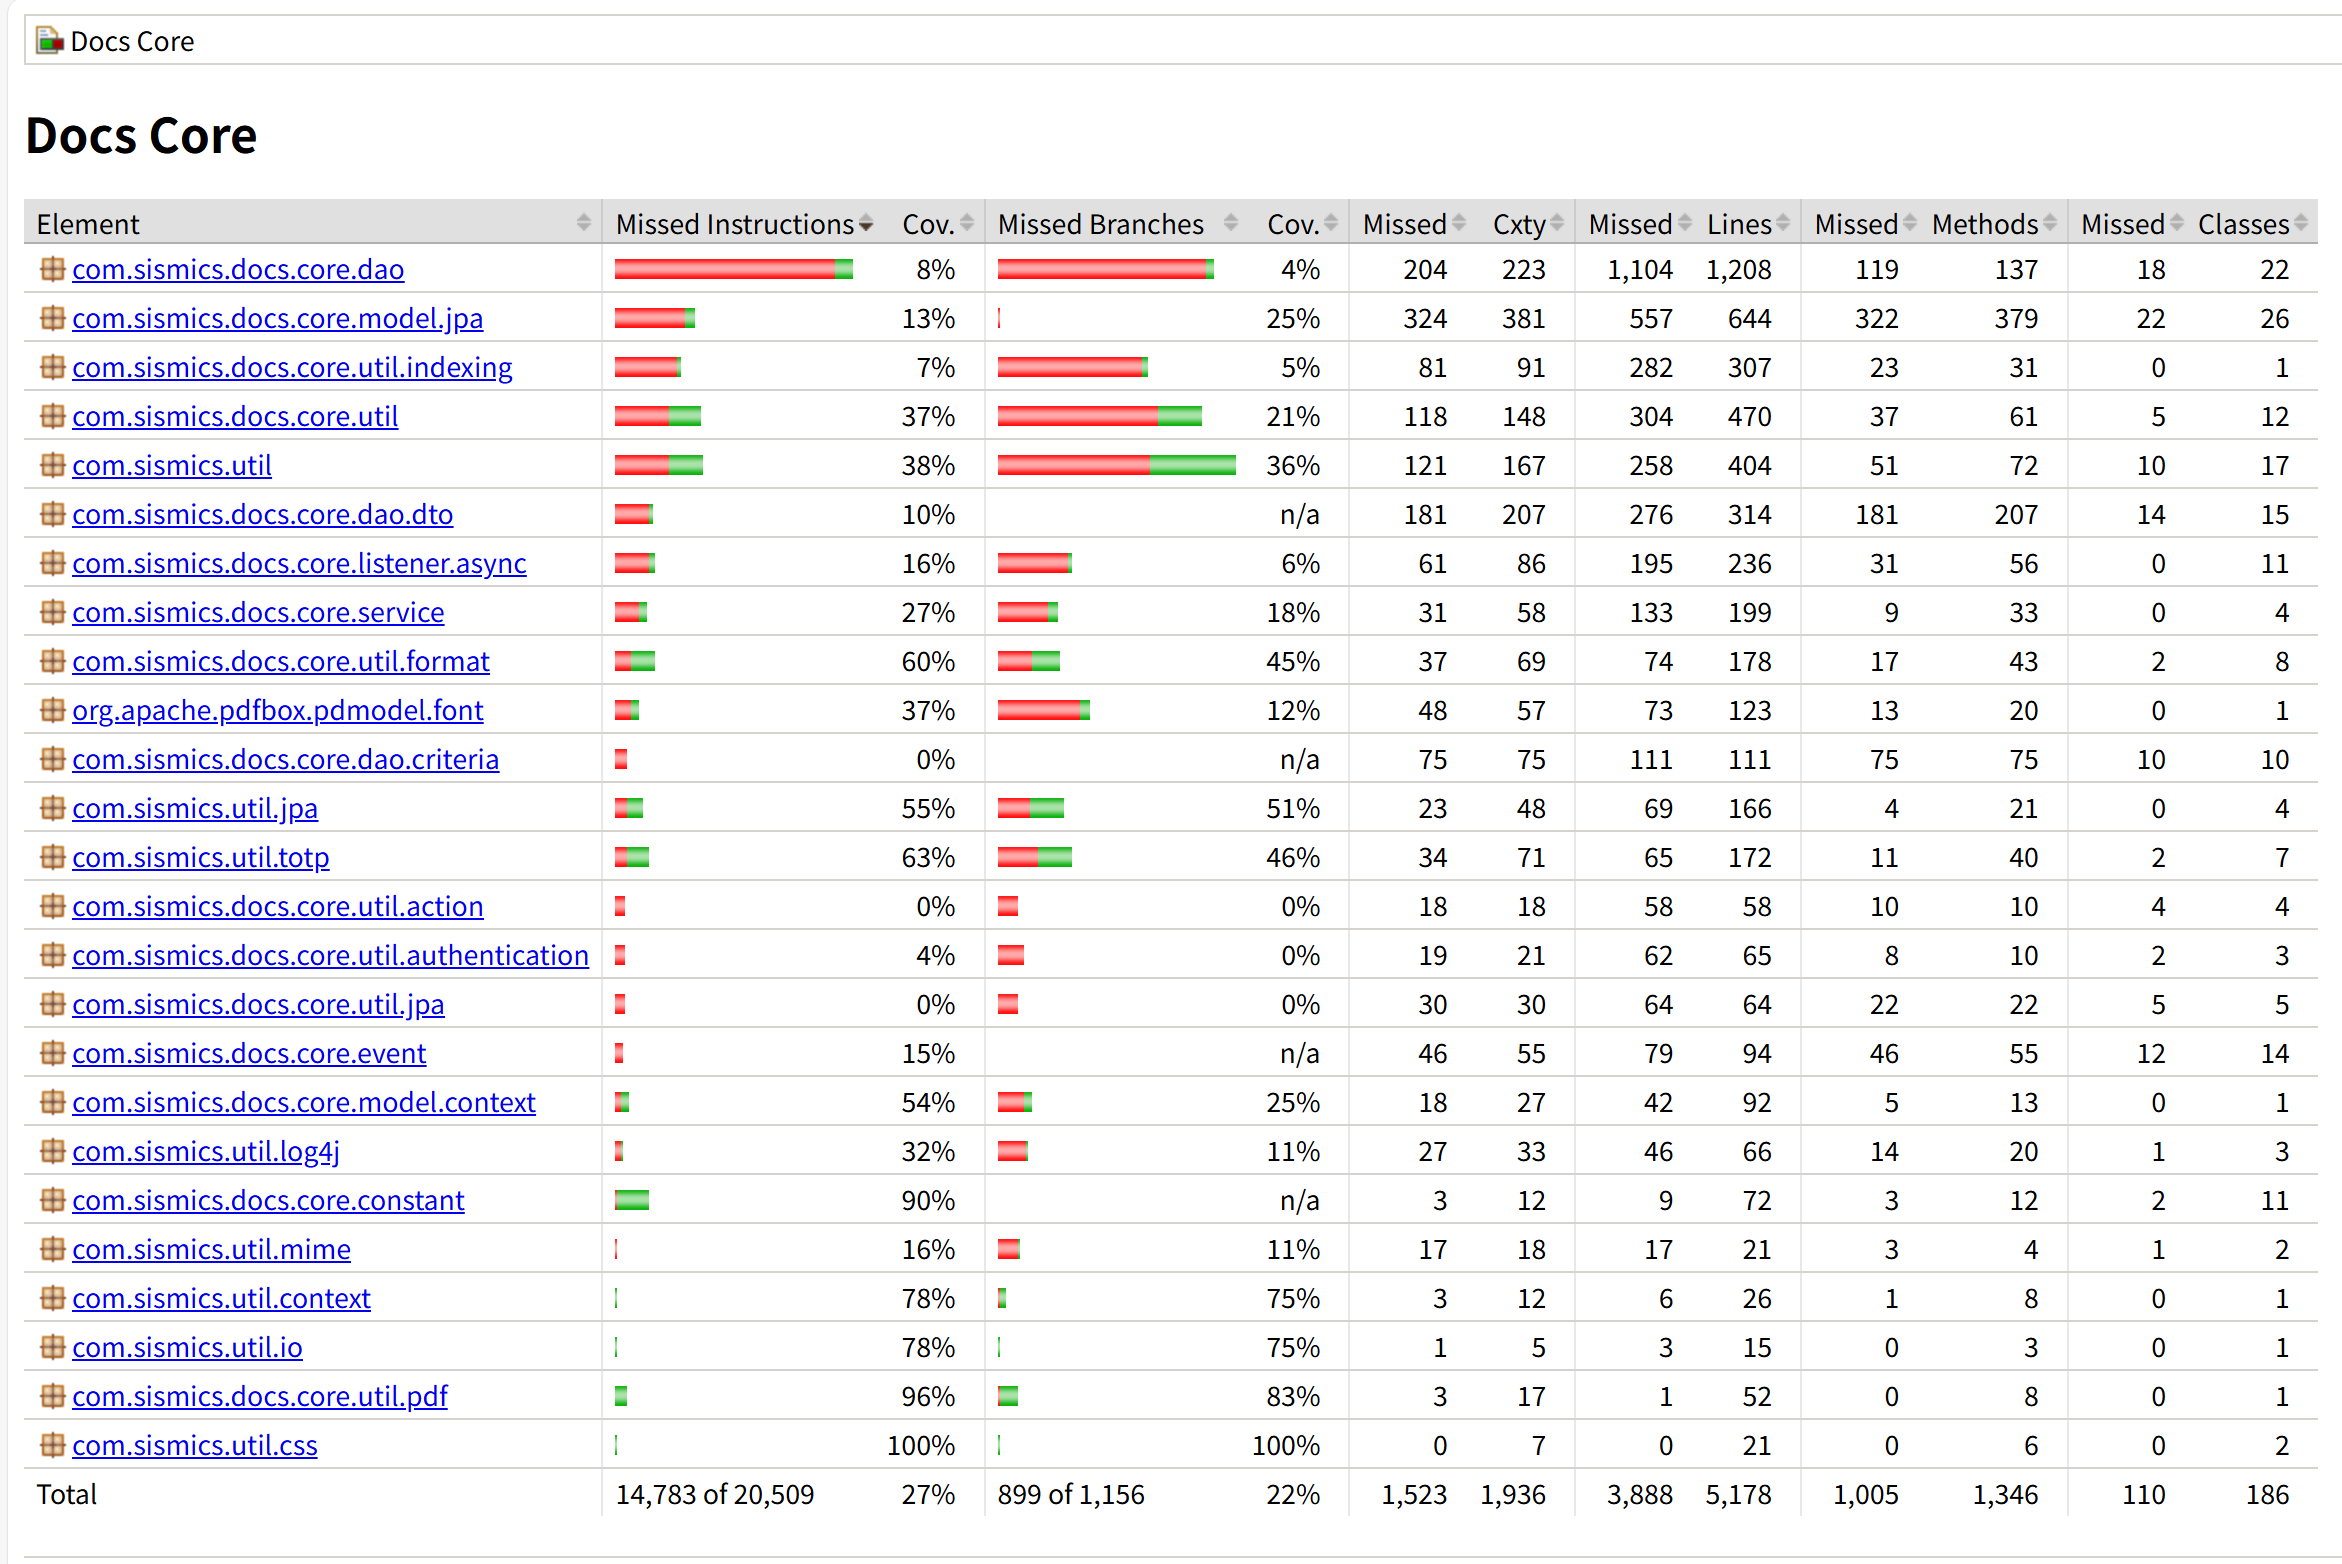 Docs Core
Docs Core
Element Missed Instructions Cov. Missed Branches Cov. Missed Cxty Missed Lines Missed Methods Missed Classes
com.sismics.docs.core.dao 8% 4% 204 223 1,104 1,208 119 137 18 22
com.sismics.docs.core.model.jpa 13% 25% 324 381 557 644 322 379 22 26
com.sismics.docs.core.util.indexing 7% 5% 81 91 282 307 23 31 0 1
com.sismics.docs.core.util 37% 21% 118 148 304 470 37 61 5 12
com.sismics.util 38% 36% 121 167 258 404 51 72 10 17
com.sismics.docs.core.dao.dto 10% n/a 181 207 276 314 181 207 14 15
com.sismics.docs.core.listener.async 16% 6% 61 86 195 236 31 56 0 11
com.sismics.docs.core.service 27% 18% 31 58 133 199 9 33 0 4
com.sismics.docs.core.util.format 60% 45% 37 69 74 178 17 43 2 8
org.apache.pdfbox.pdmodel.font 37% 12% 48 57 73 123 13 20 0 1
com.sismics.docs.core.dao.criteria 0% n/a 75 75 111 111 75 75 10 10
com.sismics.util.jpa 55% 51% 23 48 69 166 4 21 0 4
com.sismics.util.totp 63% 46% 34 71 65 172 11 40 2 7
com.sismics.docs.core.util.action 0% 0% 18 18 58 58 10 10 4 4
com.sismics.docs.core.util.authentication 4% 0% 19 21 62 65 8 10 2 3
com.sismics.docs.core.util.jpa 0% 0% 30 30 64 64 22 22 5 5
com.sismics.docs.core.event 15% n/a 46 55 79 94 46 55 12 14
com.sismics.docs.core.model.context 54% 25% 18 27 42 92 5 13 0 1
com.sismics.util.log4j 32% 11% 27 33 46 66 14 20 1 3
com.sismics.docs.core.constant 90% n/a 3 12 9 72 3 12 2 11
com.sismics.util.mime 16% 11% 17 18 17 21 3 4 1 2
com.sismics.util.context 78% 75% 3 12 6 26 1 8 0 1
com.sismics.util.io 78% 75% 1 5 3 15 0 3 0 1
com.sismics.docs.core.util.pdf 96% 83% 3 17 1 52 0 8 0 1
com.sismics.util.css 100% 100% 0 7 0 21 0 6 0 2
Total 14,783 of 20,509 27% 899 of 1,156 22% 1,523 1,936 3,888 5,178 1,005 1,346 110 186